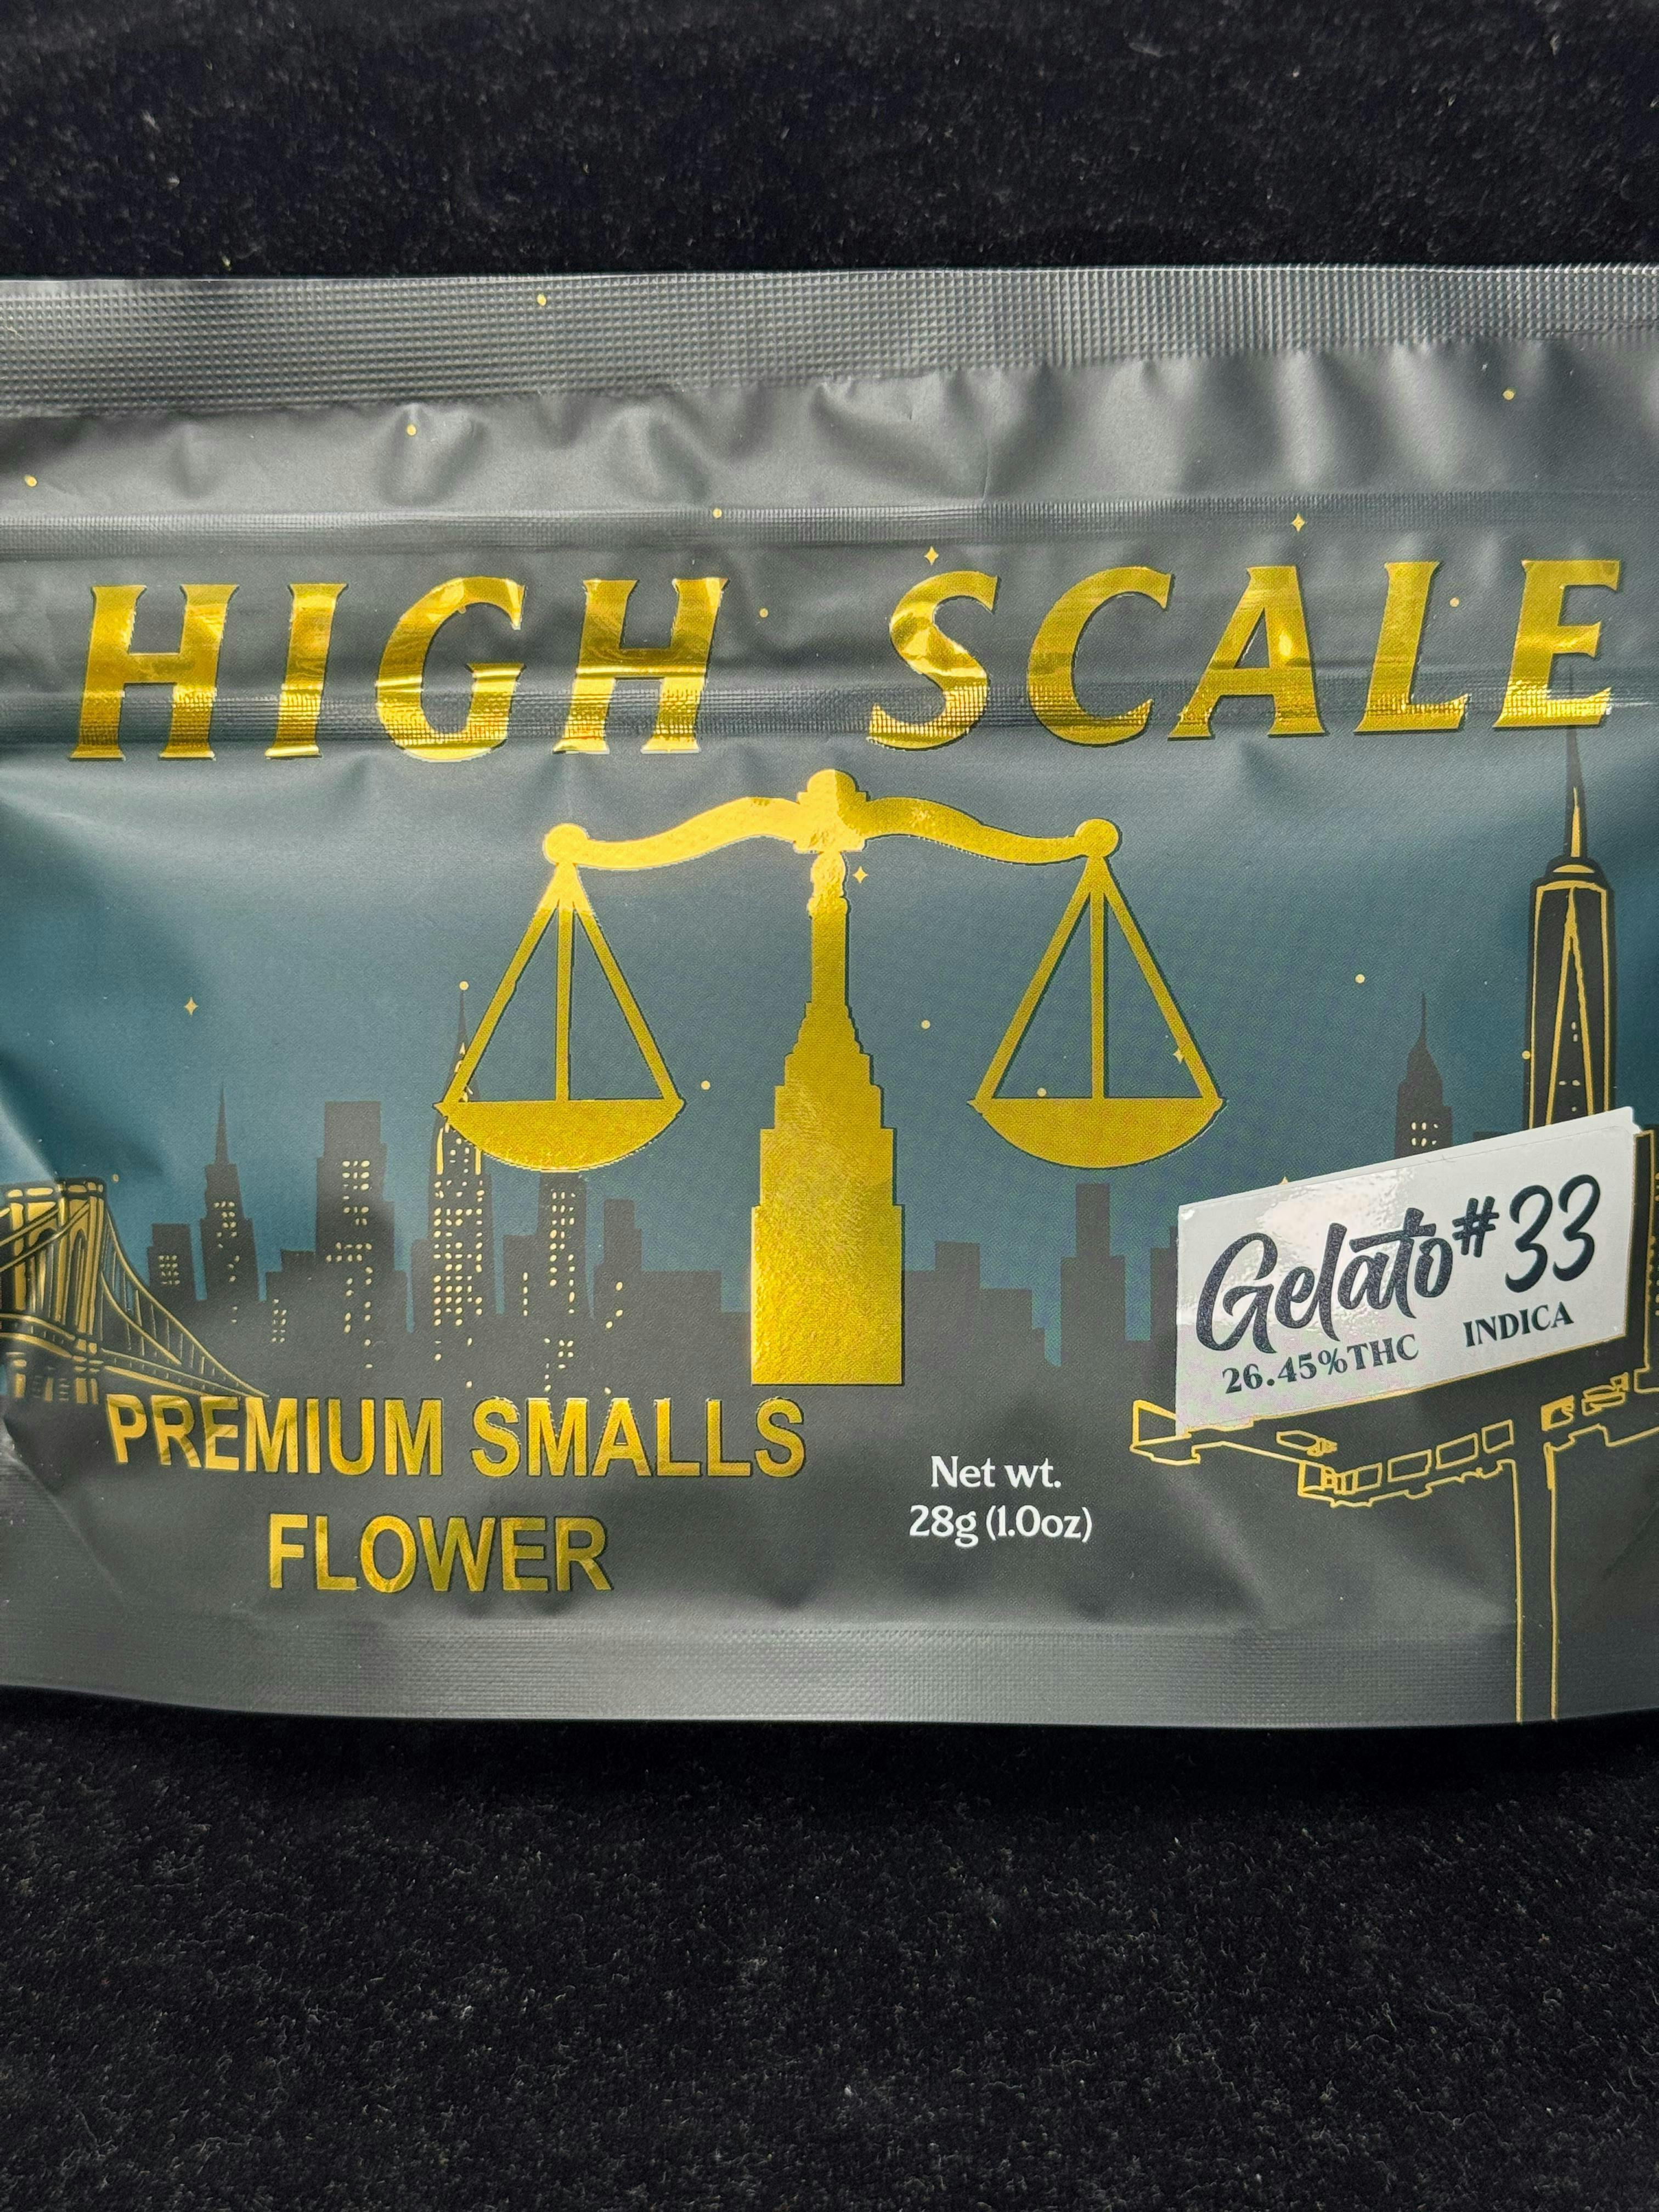 HIGH SCALE
Gelato #33
26.45%THC INDICA
PREMIUM SMALLS
FLOWER
Net wt.
28g (1.0oz)